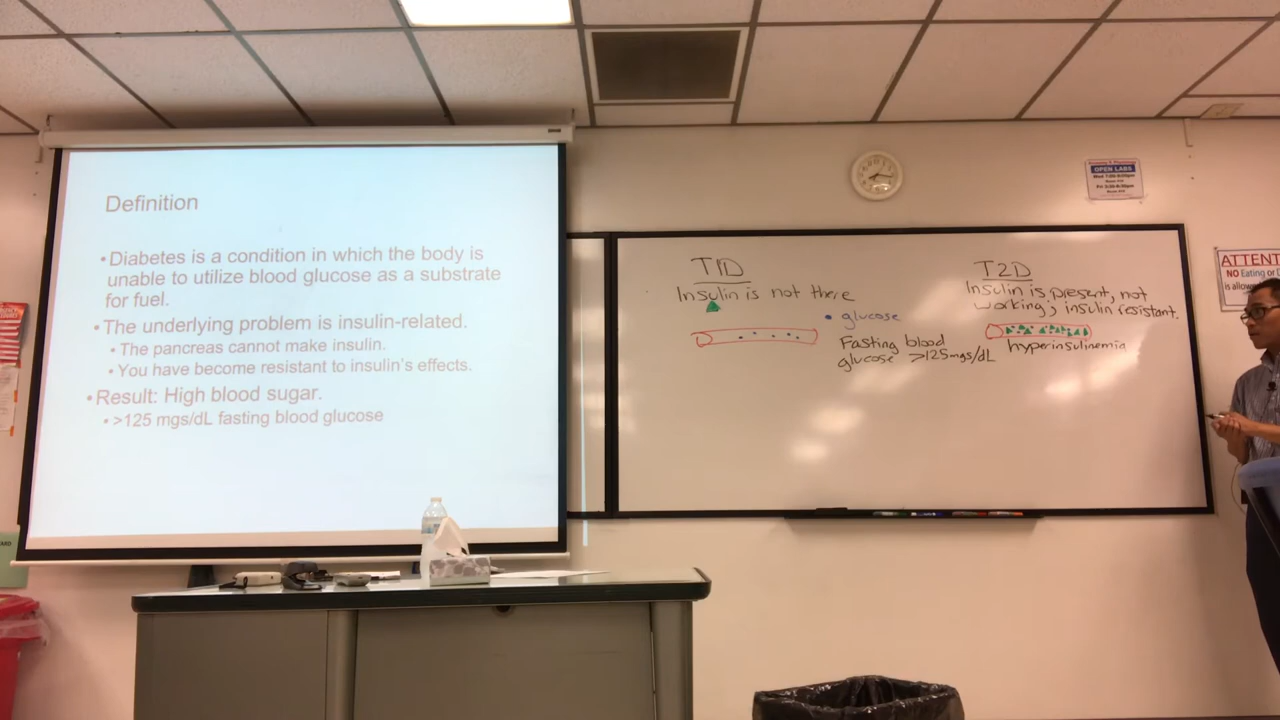 Definition
•Diabetes is a condition in which the body is
unable to utilize blood glucose as a substrate
for fuel.
•The underlying problem is insulin-related.
•The pancreas cannot make insulin.
•You have become resistant to insulin's effects.
•Result: High blood sugar.
•>125 mgs/dL fasting blood glucose
T1D
Insulin is not there
• glucose
Fasting blood
glucose >125mgs/dL
T2D
Insulin is present, not
working, insulin resistant.
hyperinsulinemia
OPEN LABS
ATTENT
NO Eating or D
is allowe